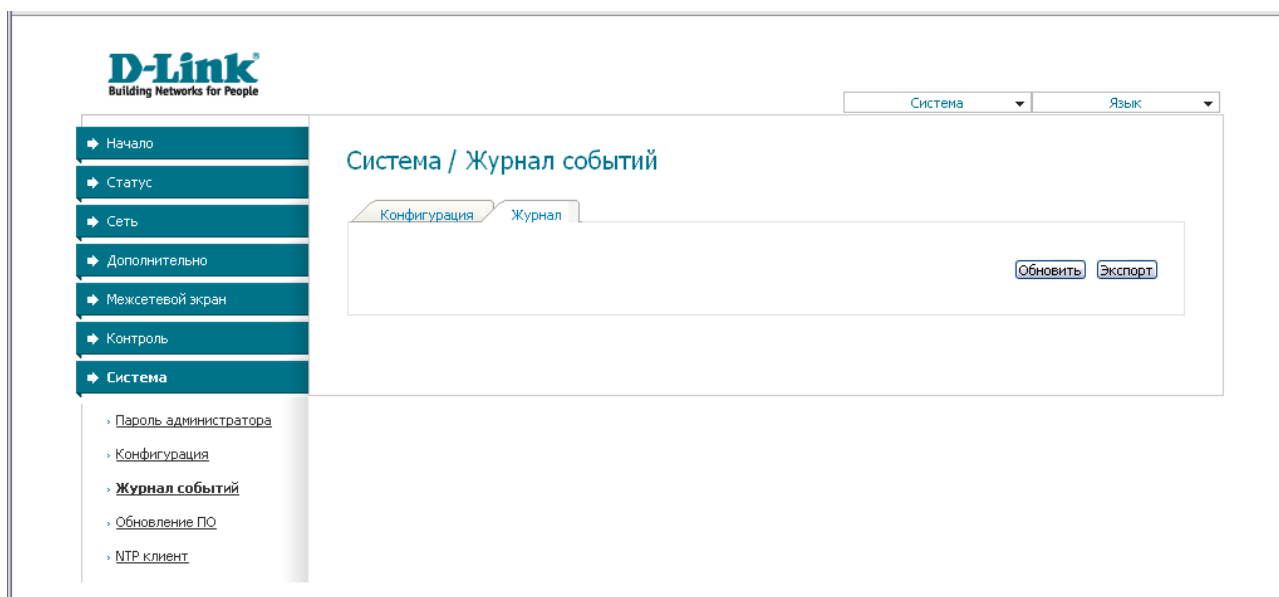 D-Link
Building Networks for People
Система Язык
Начало
Статус
Сеть
Дополнительно
Межсетевой экран
Контроль
Система
Пароль администратора
Конфигурация
Журнал событий
Обновление ПО
NTP клиент
Система / Журнал событий
Конфигурация Журнал
Обновить Экспорт